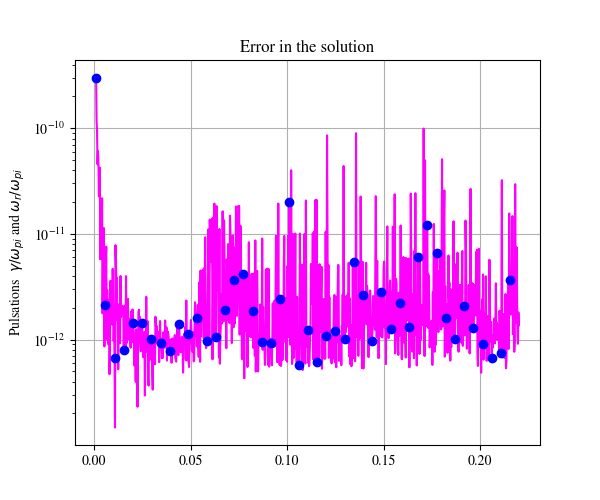 Error in the solution
Pulsations γ/ω_pi and ω_r/ω_pi
10⁻¹⁰
10⁻¹¹
10⁻¹²
0.00 0.05 0.10 0.15 0.20